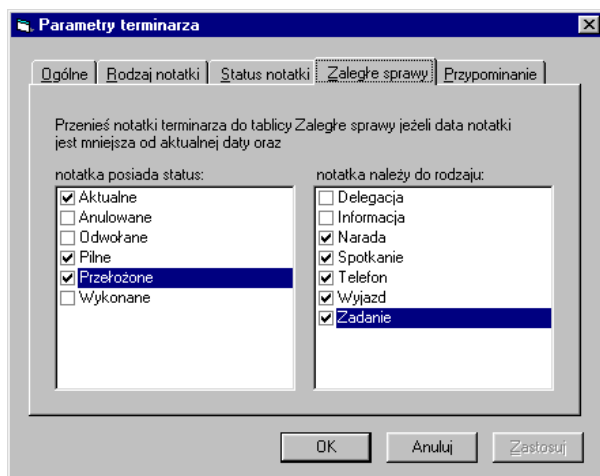 Parametry terminarza
Ogólne Rodzaj notatki Status notatki Zaległe sprawy Przypominanie
Przenieś notatki terminarza do tablicy Zaległe sprawy jeżeli data notatki
jest mniejsza od aktualnej daty oraz
notatka posiada status:
Aktualne
Anulowane
Odwołane
Pilne
Przełożone
Wykonane
notatka należy do rodzaju:
Delegacja
Informacja
Narada
Spotkanie
Telefon
Wyjazd
Zadanie
OK Anuluj Zastosuj